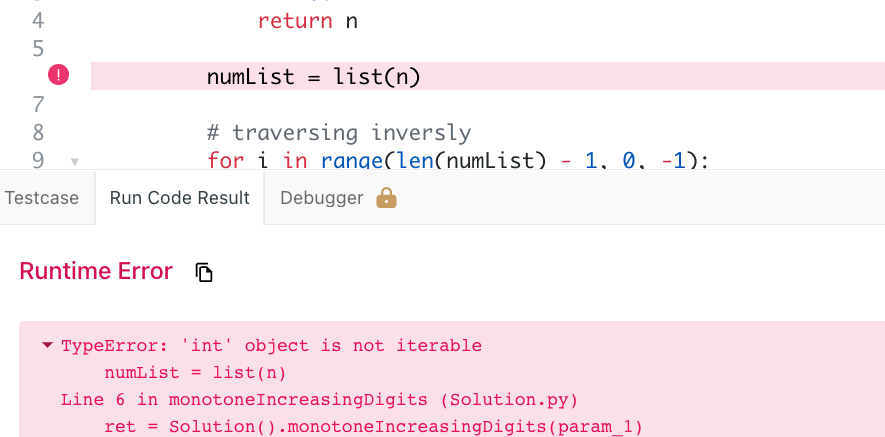 4 return n
5
numList = list(n)
7
8 # traversing inversly
9 for i in range(len(numList) - 1, 0, -1):
Testcase Run Code Result Debugger
Runtime Error
TypeError: 'int' object is not iterable
numList = list(n)
Line 6 in monotoneIncreasingDigits (Solution.py)
ret = Solution().monotoneIncreasingDigits(param_1)